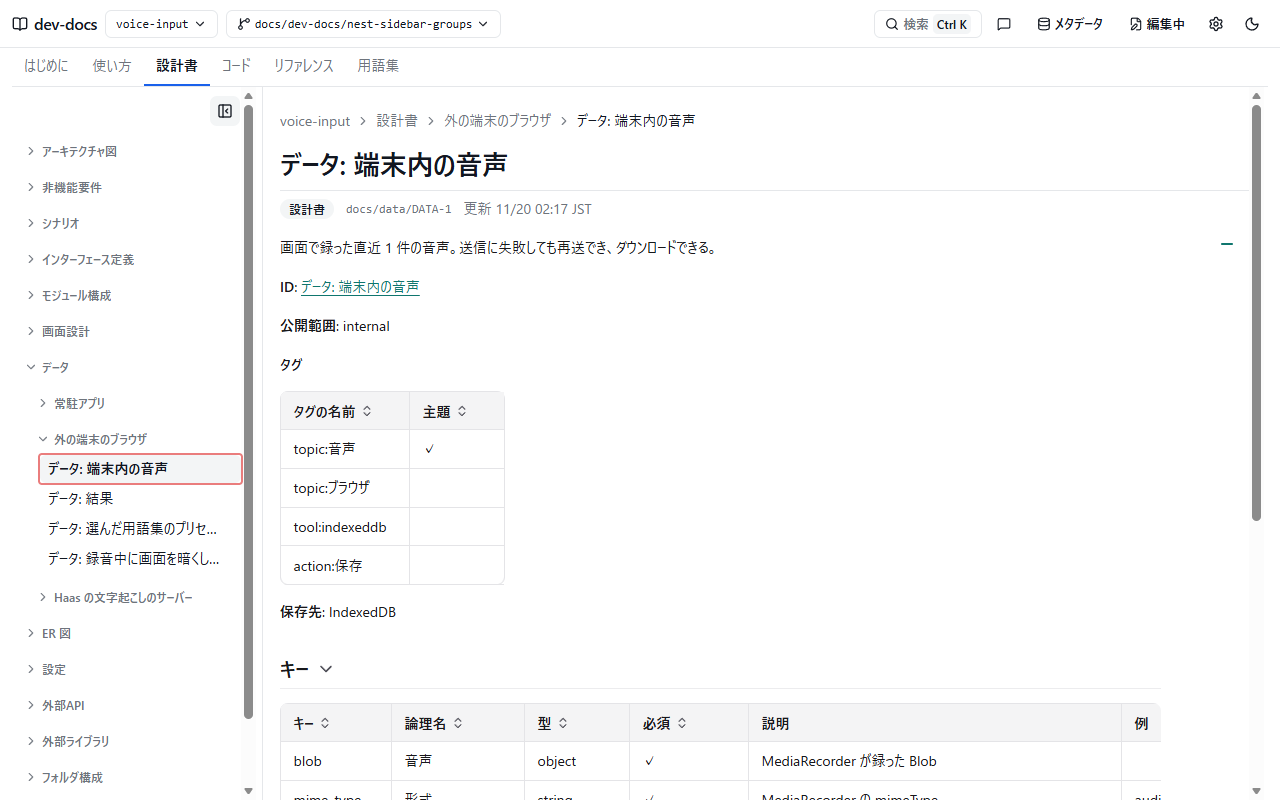 dev-docs voice-input docs/dev-docs/nest-sidebar-groups 検索 Ctrl K メタデータ 編集中
はじめに 使い方 設計書 コード リファレンス 用語集
アーキテクチャ図
非機能要件
シナリオ
インターフェース定義
モジュール構成
画面設計
データ
常駐アプリ
外の端末のブラウザ
データ: 端末内の音声
データ: 結果
データ: 選んだ用語集のプリセ...
データ: 録音中に画面を暗くし...
Haas の文字起こしのサーバー
ER 図
設定
外部API
外部ライブラリ
フォルダ構成
voice-input > 設計書 > 外の端末のブラウザ > データ: 端末内の音声
データ: 端末内の音声
設計書 docs/data/DATA-1 更新 11/20 02:17 JST
画面で録った直近 1 件の音声。送信に失敗しても再送でき、ダウンロードできる。
ID: データ: 端末内の音声
公開範囲: internal
タグ
タグの名前 主題
topic:音声 ✓
topic:ブラウザ
tool:indexeddb
action:保存
保存先: IndexedDB
キー
キー 論理名 型 必須 説明 例
blob 音声 object ✓ MediaRecorder が録った Blob
mime_type 形式 string ✓ MediaRecorder の mimeType audi